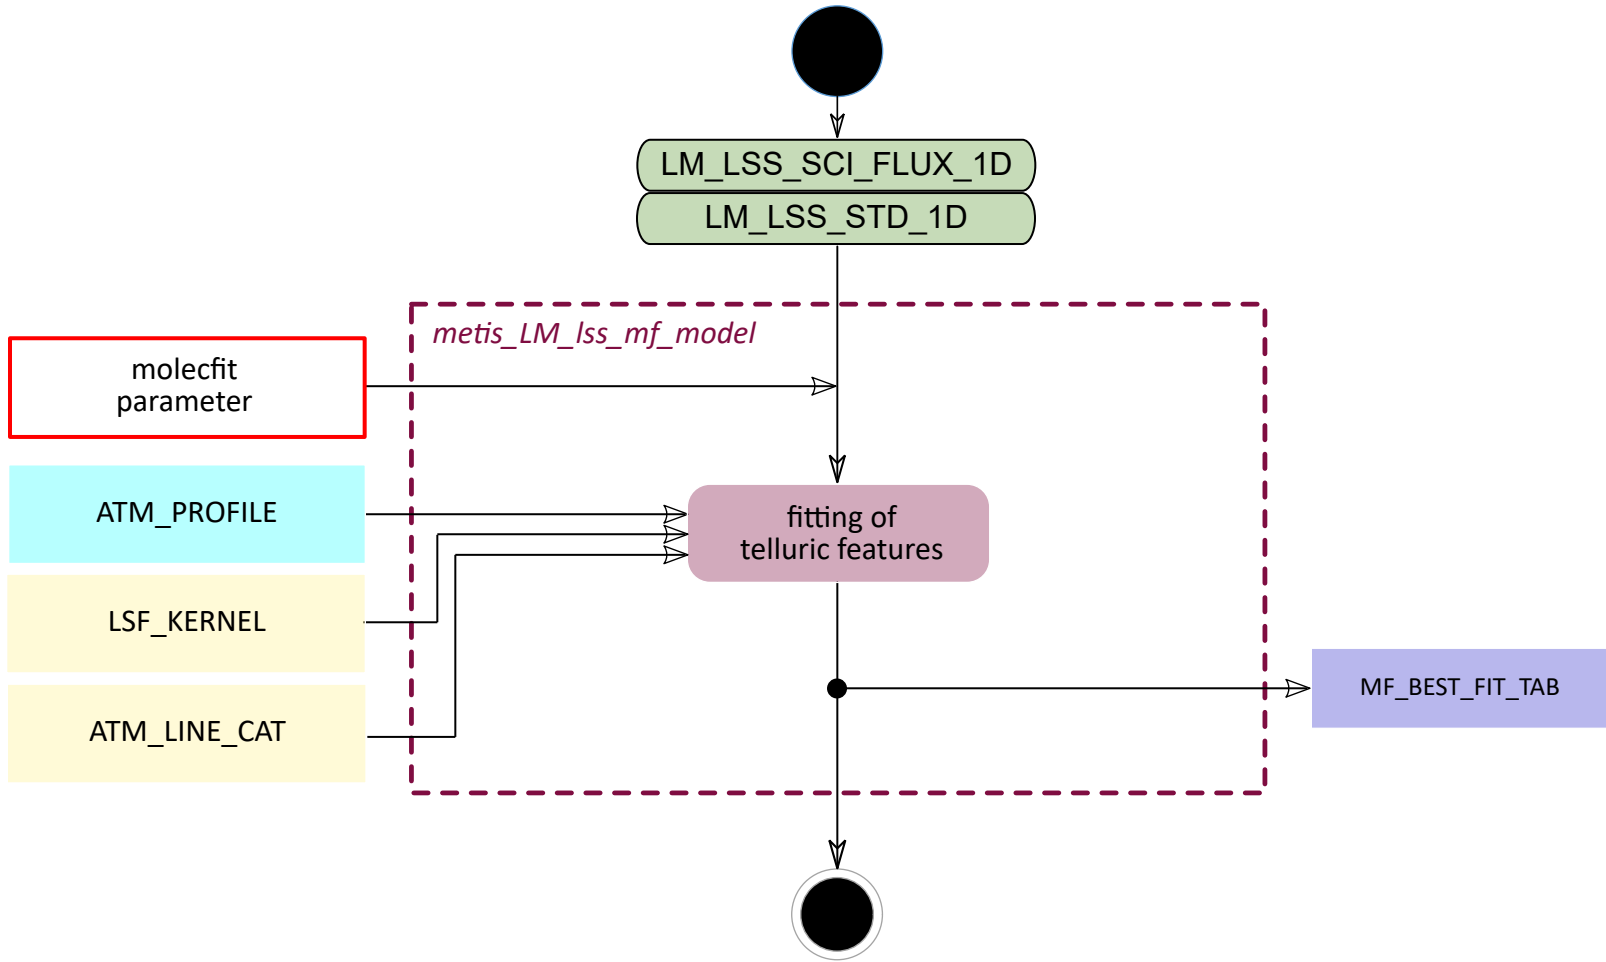 LM_LSS_SCI_FLUX_1D
LM_LSS_STD_1D
metis_LM_lss_mf_model
molecfit
parameter
ATM_PROFILE
fitting of
telluric features
LSF_KERNEL
MF_BEST_FIT_TAB
ATM_LINE_CAT